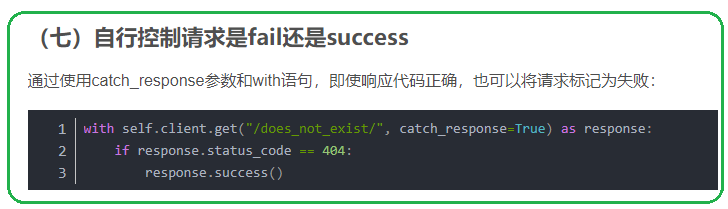 （七）自行控制请求是fail还是success
通过使用catch_response参数和with语句，即使响应代码正确，也可以将请求标记为失败：
1 with self.client.get("/does_not_exist/", catch_response=True) as response:
2     if response.status_code == 404:
3         response.success()